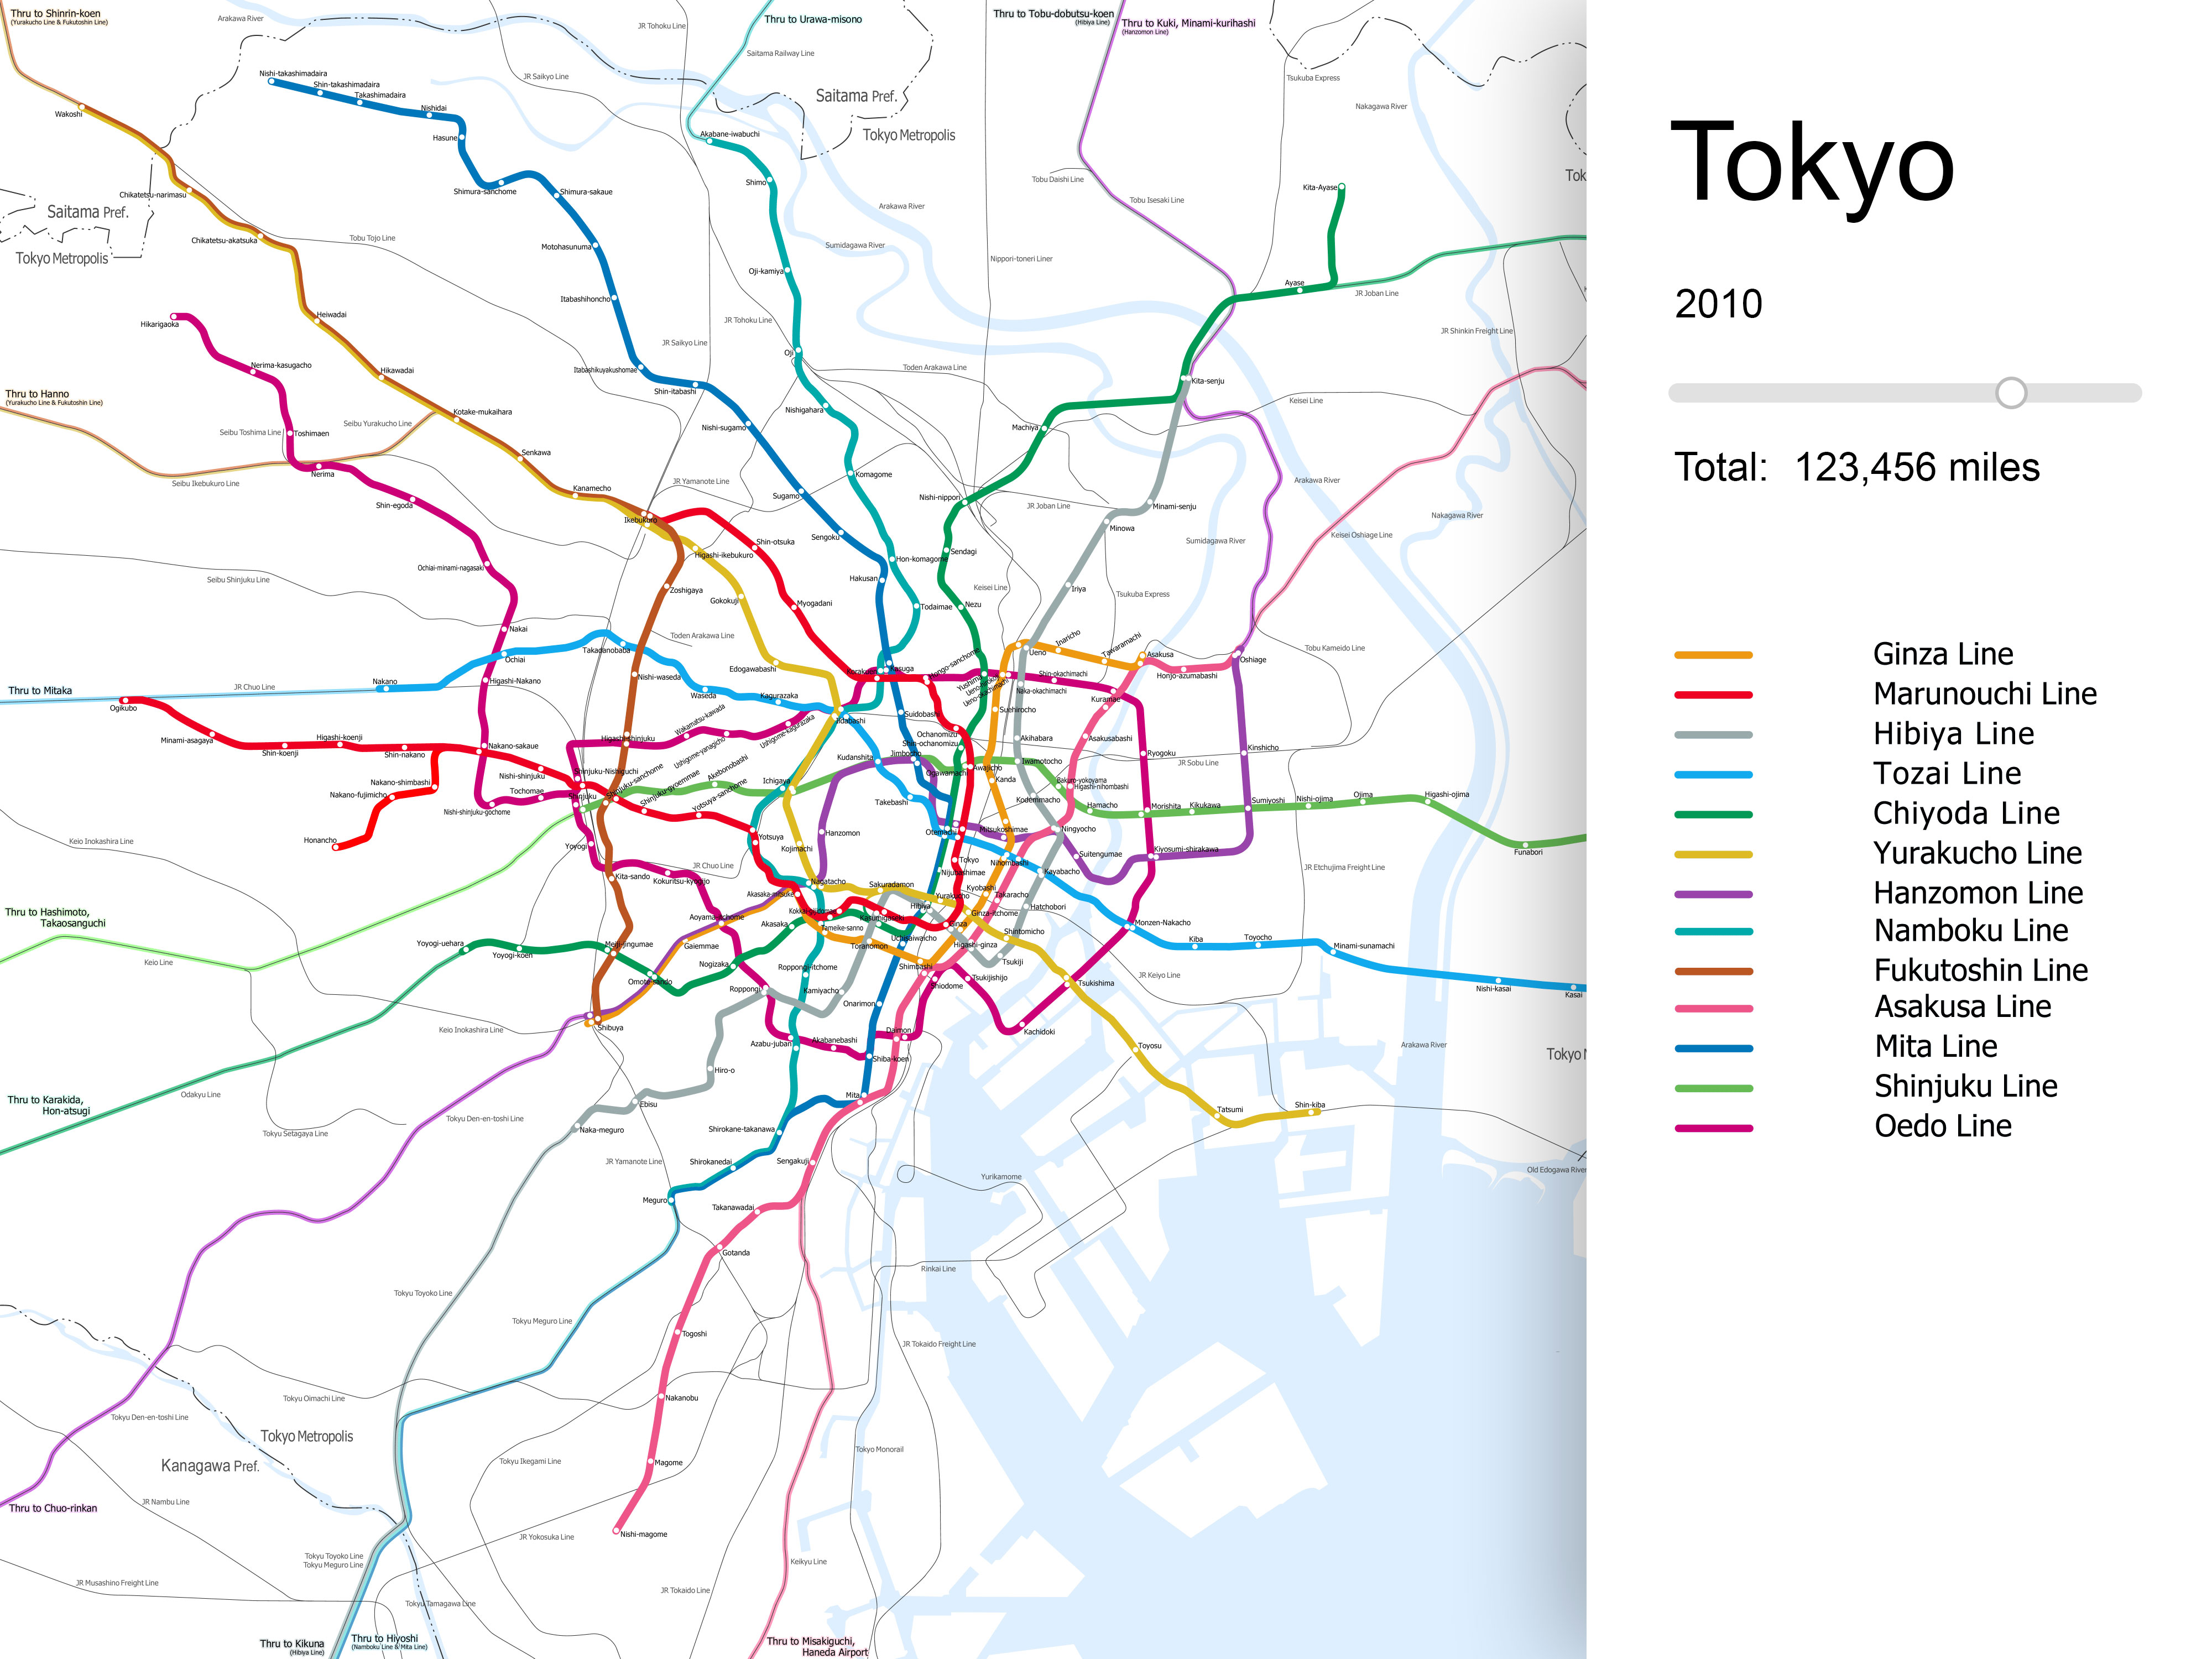 Thru to Shinrin-koen
(Yurakucho Line & Fukutoshin Line)
Arakawa River
JR Tohoku Line
Thru to Urawa-misono
Saitama Railway Line
Thru to Tobu-dobutsu-koen
(Hibiya Line)
Thru to Kuki, Minami-kurihashi
(Hanzomon Line)
Nishi-takashimadaira
Shin-takashimadaira
Takashimadaira
Nishidai
Hasune
JR Saikyo Line
Saitama Pref.
Tokyo Metropolis
Tsukuba Express
Nakagawa River
Wakoshi
Akabane-iwabuchi
Shimo
Tobu Daishi Line
Tobu Isesaki Line
Kita-Ayase
Chikatetsu-narimasu
Shimura-sanchome
Shimura-sakaue
Arakawa River
Saitama Pref.
Tokyo Metropolis
Chikatetsu-akatsuka
Tobu Tojo Line
Motohasunuma
Sumidagawa River
Nippori-toneri Liner
Oji-kamiya
Itabashihoncho
Ayase
JR Joban Line
Hikarigaoka
Heiwadai
JR Tohoku Line
JR Saikyo Line
JR Shinkin Freight Line
Oji
Nerima-kasugacho
Hikawadai
Itabashikuyakushomae
Shin-itabashi
Toden Arakawa Line
Kita-senju
Thru to Hanno
(Yurakucho Line & Fukutoshin Line)
Kotake-mukaihara
Nishigahara
Keisei Line
Seibu Toshima Line
Toshimaen
Seibu Yurakucho Line
Nishi-sugamo
Machiya
Senkawa
Nerima
Seibu Ikebukuro Line
Komagome
JR Yamanote Line
Arakawa River
Kanamecho
Sugamo
Nishi-nippori
JR Joban Line
Minami-senju
Shin-egoda
Ikebukuro
Minowa
Nakagawa River
Sengoku
Keisei Oshiage Line
Shin-otsuka
Higashi-ikebukuro
Hon-komagome
Sendagi
Sumidagawa River
Ochiai-minami-nagasaki
Seibu Shinjuku Line
Hakusan
Zoshigaya
Gokokuji
Myogadani
Keisei Line
Iriya
Tsukuba Express
Todaimae
Nezu
Nakai
Toden Arakawa Line
Takadanobaba
Ochiai
Inaricho
Tawaramachi
Ueno
Asakusa
Oshiage
Tobu Kameido Line
Edogawabashi
Korakuen
Kasuga
Hongo-sanchome
Yushima
Ueno-okachimachi
Shin-okachimachi
Honjo-azumabashi
Naka-okachimachi
Thru to Mitaka
JR Chuo Line
Nakano
Higashi-Nakano
Nishi-waseda
Waseda
Kagurazaka
Kuramae
Ogikubo
Iidabashi
Suidobashi
Suehirocho
Wakamatsu-kawada
Ushigome-yanagicho
Ushigome-kagurazaka
Minami-asagaya
Shin-koenji
Higashi-koenji
Shin-nakano
Nakano-sakaue
Higashi-shinjuku
Ochanomizu
Shin-ochanomizu
Akihabara
Asakusabashi
Ryogoku
Kinshicho
Kudanshita
Jimbocho
Ogawamachi
Awajicho
Iwamotocho
JR Sobu Line
Nishi-shinjuku
Shinjuku-Nishiguchi
Shinjuku-sanchome
Shinjuku-gyoemmae
Akebonobashi
Yotsuya-sanchome
Ichigaya
Kanda
Bakuro-yokoyama
Higashi-nihombashi
Nakano-shimbashi
Nakano-fujimicho
Tochomae
Shinjuku
Nishi-shinjuku-gochome
Takebashi
Kodemmacho
Hamacho
Morishita
Kikukawa
Sumiyoshi
Nishi-ojima
Ojima
Higashi-ojima
Honancho
Yoyogi
Yotsuya
Kojimachi
Hanzomon
Otemachi
Mitsukoshimae
Ningyocho
Keio Inokashira Line
JR Chuo Line
Tokyo
Nihombashi
Suitengumae
Kiyosumi-shirakawa
Funabori
Kita-sando
Kokuritsu-kyogijo
Nagatacho
Sakuradamon
Nijubashimae
Kayabacho
JR Etchujima Freight Line
Akasaka-mitsuke
Yurakucho
Kyobashi
Takaracho
Hatchobori
Thru to Hashimoto,
Takaosanguchi
Aoyama-itchome
Kokkai-gijidomae
Kasumigaseki
Hibiya
Ginza-itchome
Ginza
Akasaka
Tameike-sanno
Monzen-Nakacho
Kiba
Toyocho
Minami-sunamachi
Keio Line
Yoyogi-uehara
Yoyogi-koen
Meiji-jingumae
Gaiemmae
Toranomon
Uchisaiwaicho
Shintomicho
Higashi-ginza
Tsukiji
Nogizaka
Roppongi-itchome
Shimbashi
Tsukijishijo
JR Keiyo Line
Omote-sando
Roppongi
Kamiyacho
Shiodome
Tsukishima
Nishi-kasai
Kasai
Onarimon
Shibuya
Keio Inokashira Line
Kachidoki
Daimon
Azabu-juban
Akabanebashi
Shiba-koen
Toyosu
Arakawa River
Hiro-o
Odakyu Line
Thru to Karakida,
Hon-atsugi
Ebisu
Mita
Tatsumi
Shin-kiba
Naka-meguro
Tokyu Den-en-toshi Line
Tokyu Setagaya Line
Shirokane-takanawa
Shirokanedai
Sengakuji
JR Yamanote Line
Yurikamome
Old Edogawa River
Meguro
Takanawadai
Gotanda
Rinkai Line
Tokyu Toyoko Line
Tokyu Meguro Line
Togoshi
JR Tokaido Freight Line
Nakanobu
Tokyu Oimachi Line
Tokyu Den-en-toshi Line
Tokyo Metropolis
Kanagawa Pref.
Tokyo Monorail
Magome
Tokyu Ikegami Line
Thru to Chuo-rinkan
JR Nambu Line
JR Yokosuka Line
Nishi-magome
Tokyu Toyoko Line
Tokyu Meguro Line
Keikyu Line
JR Musashino Freight Line
JR Tokaido Line
Tokyu Tamagawa Line
Thru to Kikuna
(Hibiya Line)
Thru to Hiyoshi
(Namboku Line & Mita Line)
Thru to Misakiguchi,
Haneda Airport
Tokyo
2010
Total: 123,456 miles
Ginza Line
Marunouchi Line
Hibiya Line
Tozai Line
Chiyoda Line
Yurakucho Line
Hanzomon Line
Namboku Line
Fukutoshin Line
Asakusa Line
Mita Line
Shinjuku Line
Oedo Line